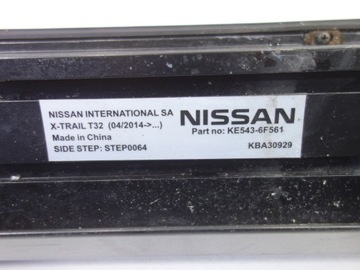 NISSAN INTERNATIONAL SA NISSAN
X-TRAIL T32 (04/2014->...) Part no: KE543-6F561
Made in China
SIDE STEP: STEP0064 KBA30929